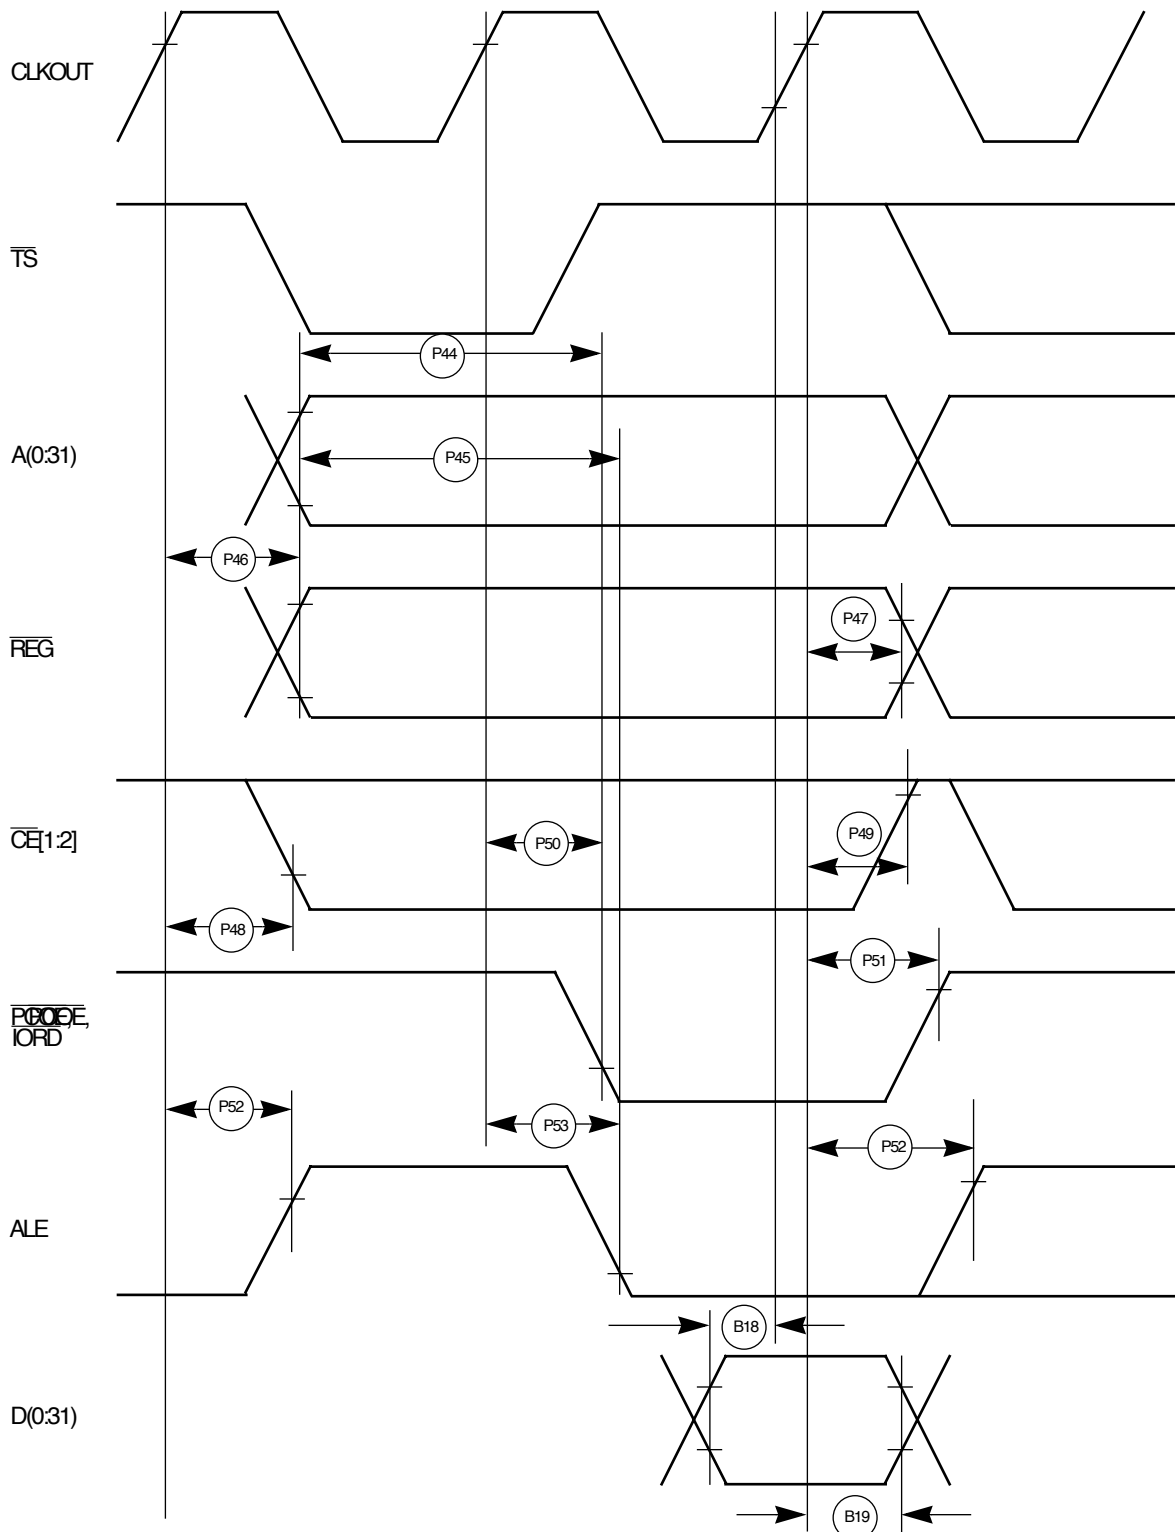 CLKOUT
TS
P44
A(0:31)
P45
P46
REG
P47
CE[1:2]
P50
P49
P48
P51
IORD
P52
P53
P52
ALE
B18
D(0:31)
B19